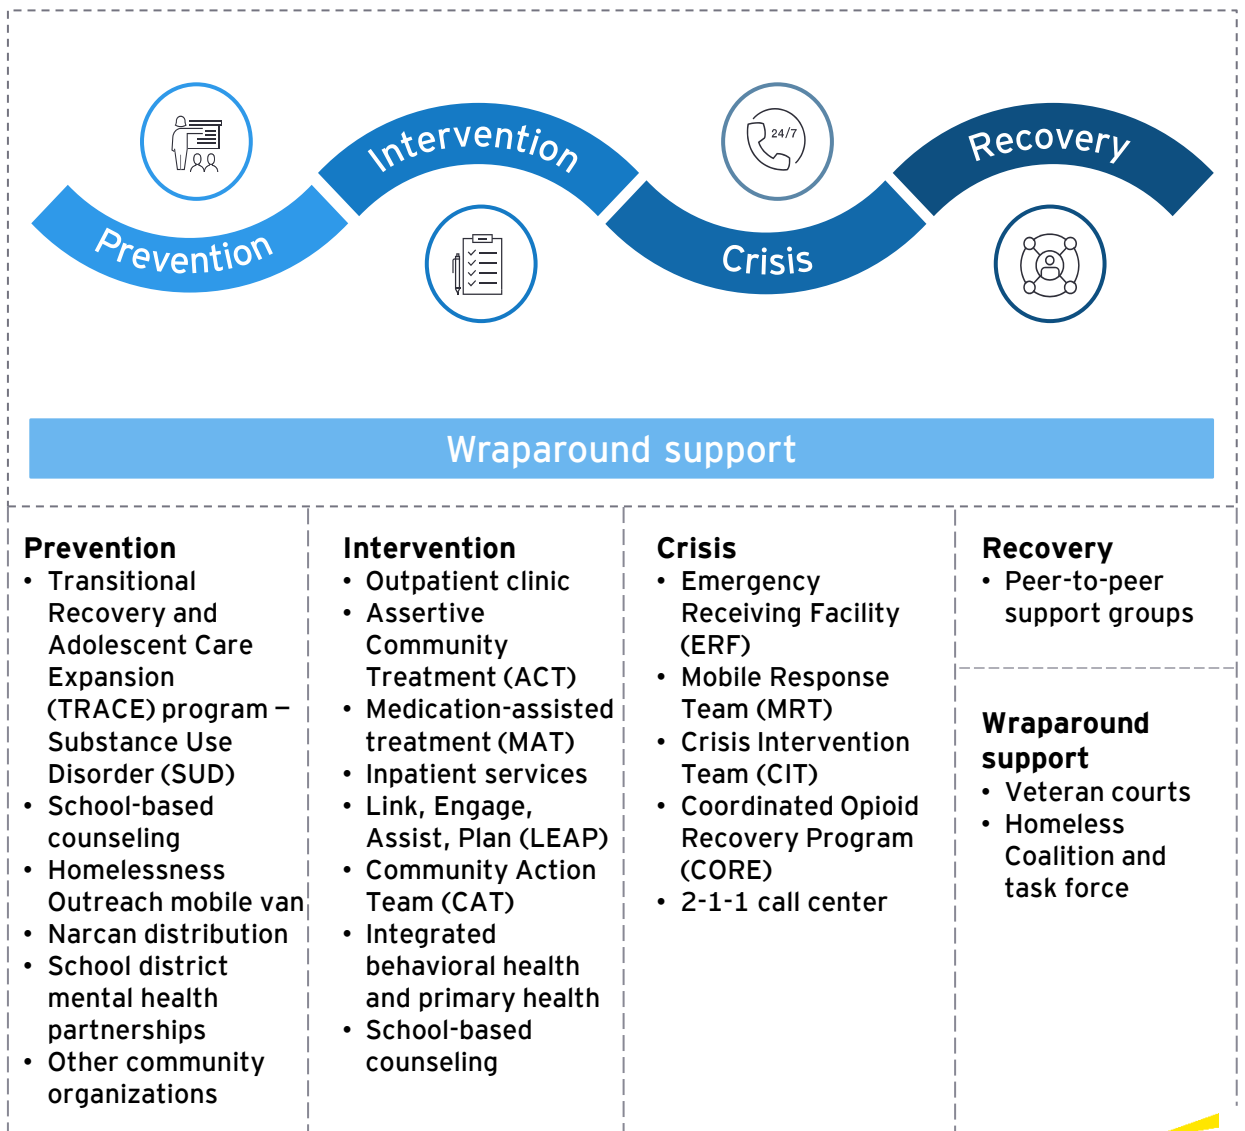 Prevention
Intervention
24/7
Crisis
Recovery
Wraparound support
Prevention
• Transitional
Recovery and
Adolescent Care
Expansion
(TRACE) program –
Substance Use
Disorder (SUD)
• School-based
counseling
• Homelessness
Outreach mobile van
• Narcan distribution
• School district
mental health
partnerships
• Other community
organizations
Intervention
• Outpatient clinic
• Assertive
Community
Treatment (ACT)
• Medication-assisted
treatment (MAT)
• Inpatient services
• Link, Engage,
Assist, Plan (LEAP)
• Community Action
Team (CAT)
• Integrated
behavioral health
and primary health
• School-based
counseling
Crisis
• Emergency
Receiving Facility
(ERF)
• Mobile Response
Team (MRT)
• Crisis Intervention
Team (CIT)
• Coordinated Opioid
Recovery Program
(CORE)
• 2-1-1 call center
Recovery
• Peer-to-peer
support groups
Wraparound
support
• Veteran courts
• Homeless
Coalition and
task force